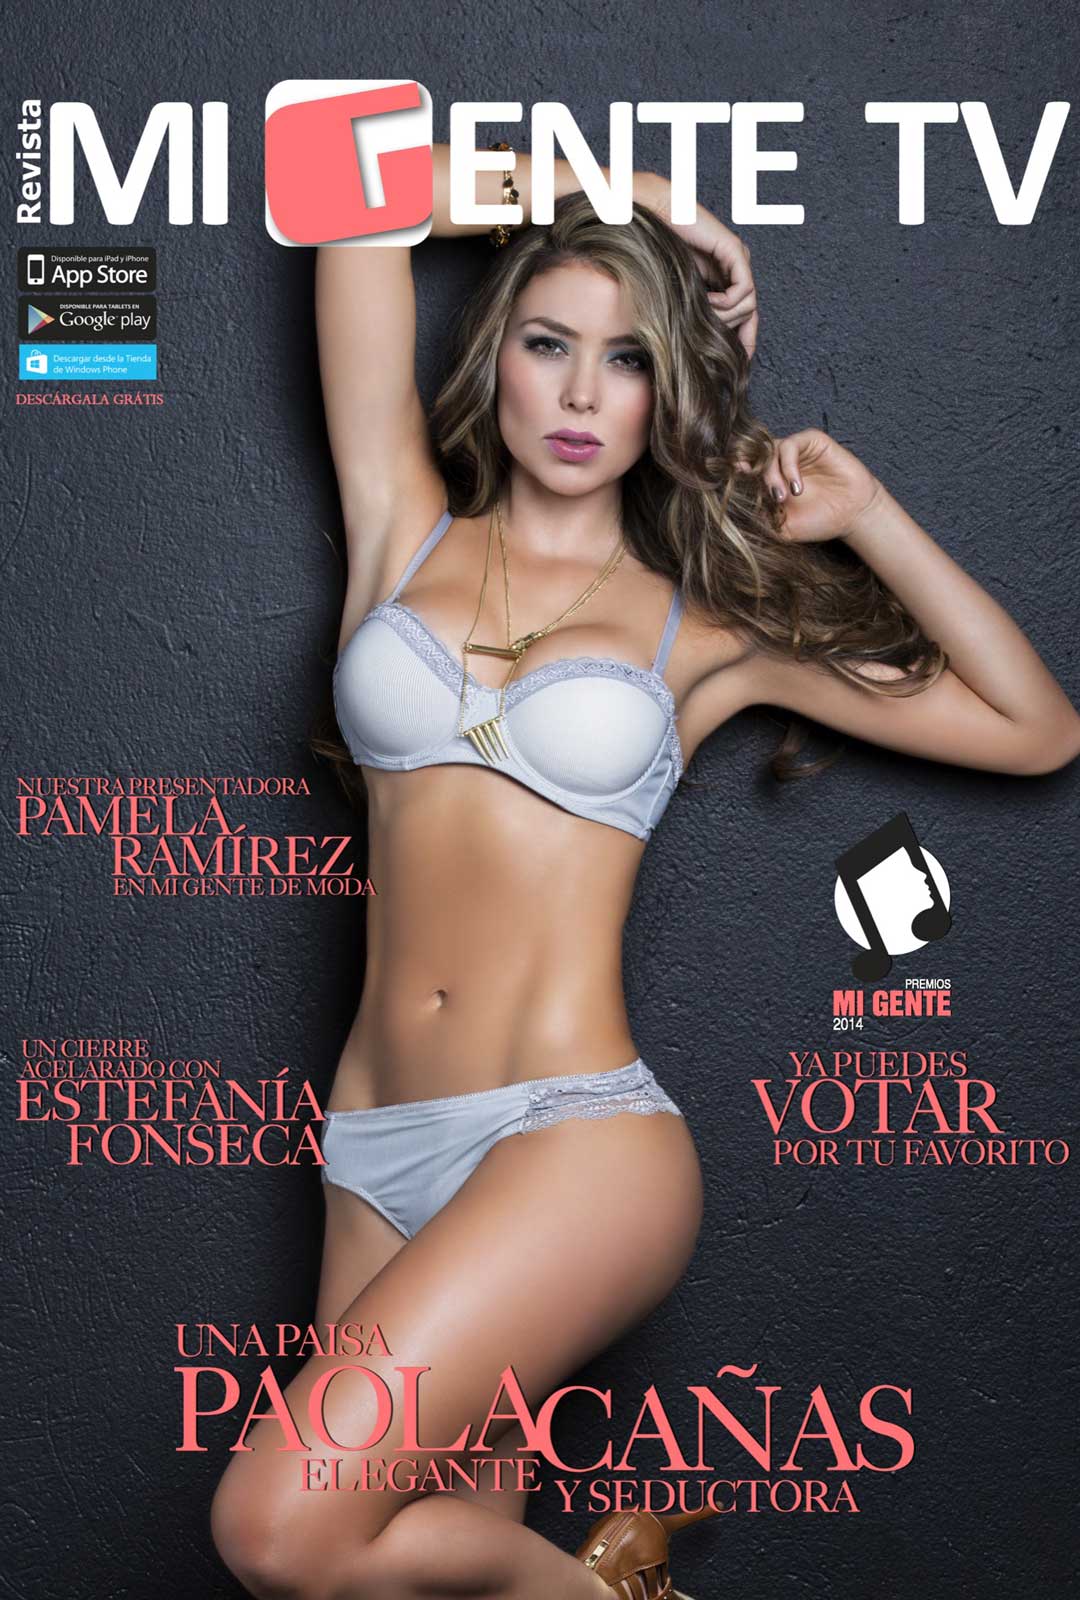 Revista
MI GENTE TV
Disponible para iPad y iPhone
App Store
DISPONIBLE PARA TABLETS EN
Google play
Descargar desde la Tienda
de Windows Phone
DESCÁRGALA GRÁTIS
NUESTRA PRESENTADORA
PAMELA
RAMÍREZ
EN MI GENTE DE MODA
PREMIOS
MI GENTE
2014
UN CIERRE
ACELARADO CON
ESTEFANÍA
FONSECA
YA PUEDES
VOTAR
POR TU FAVORITO
UNA PAISA
PAOLA CAÑAS
ELEGANTE
Y SEDUCTORA